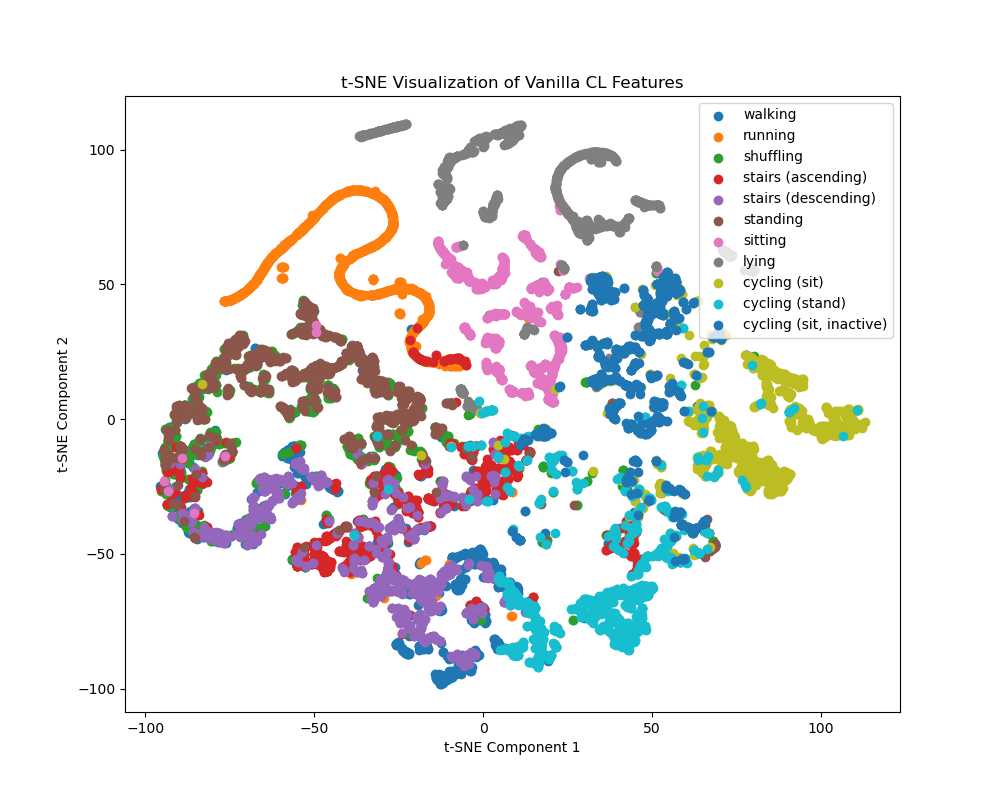 t-SNE Visualization of Vanilla CL Features
walking
running
shuffling
stairs (ascending)
stairs (descending)
standing
sitting
lying
cycling (sit)
cycling (stand)
cycling (sit, inactive)
100
50
0
−50
−100
t-SNE Component 2
−100
−50
0
50
100
t-SNE Component 1